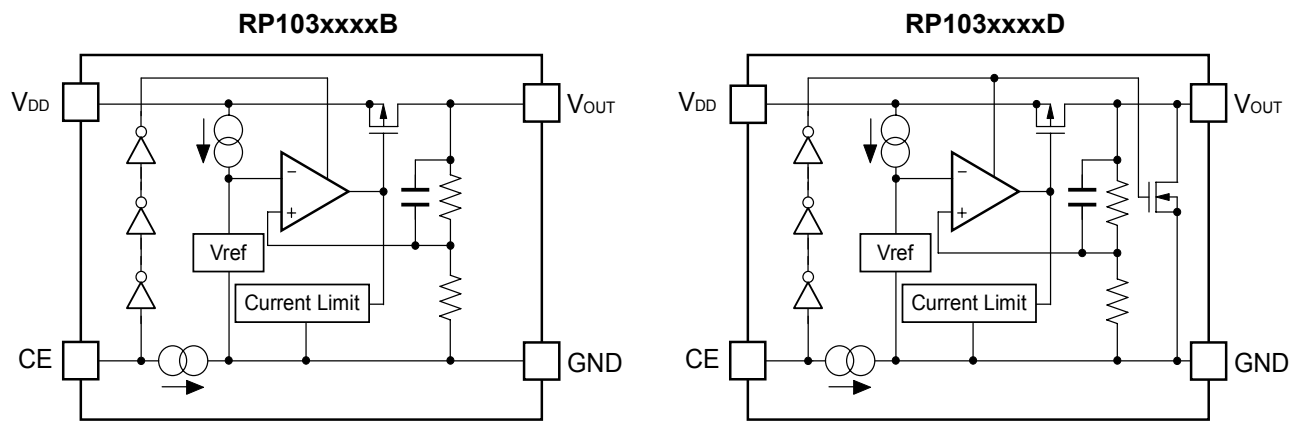 RP103xxxxB
VDD
VOUT
−
+
Vref
Current Limit
CE
GND
RP103xxxxD
VDD
VOUT
−
+
Vref
Current Limit
CE
GND